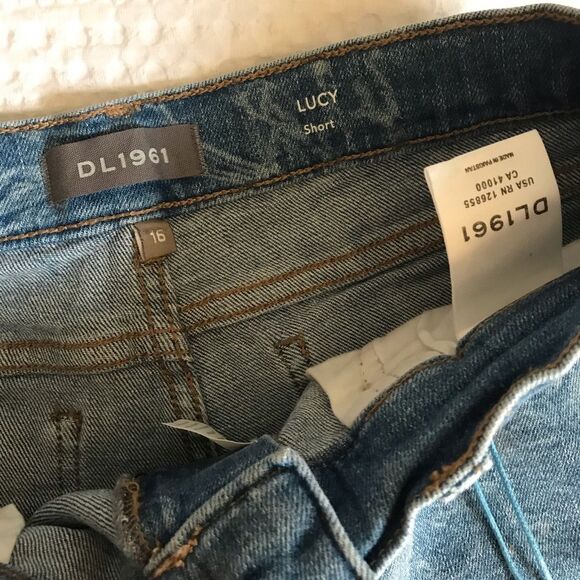 LUCY
Short
DL1961
16
DL1961
USA RN 126855
CA 41000
MADE IN PAKISTAN